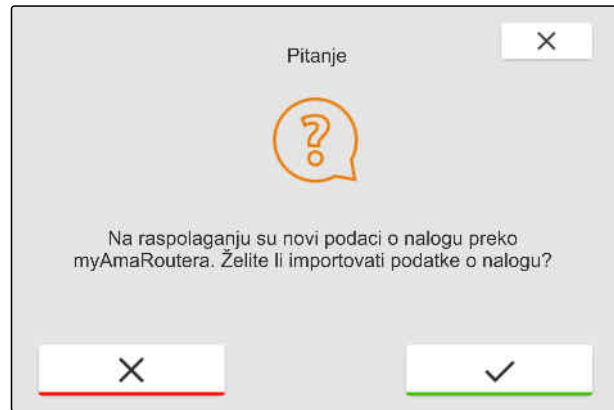 Pitanje
Na raspolaganju su novi podaci o nalogu preko
myAmaRoutera. Želite li importovati podatke o nalogu?